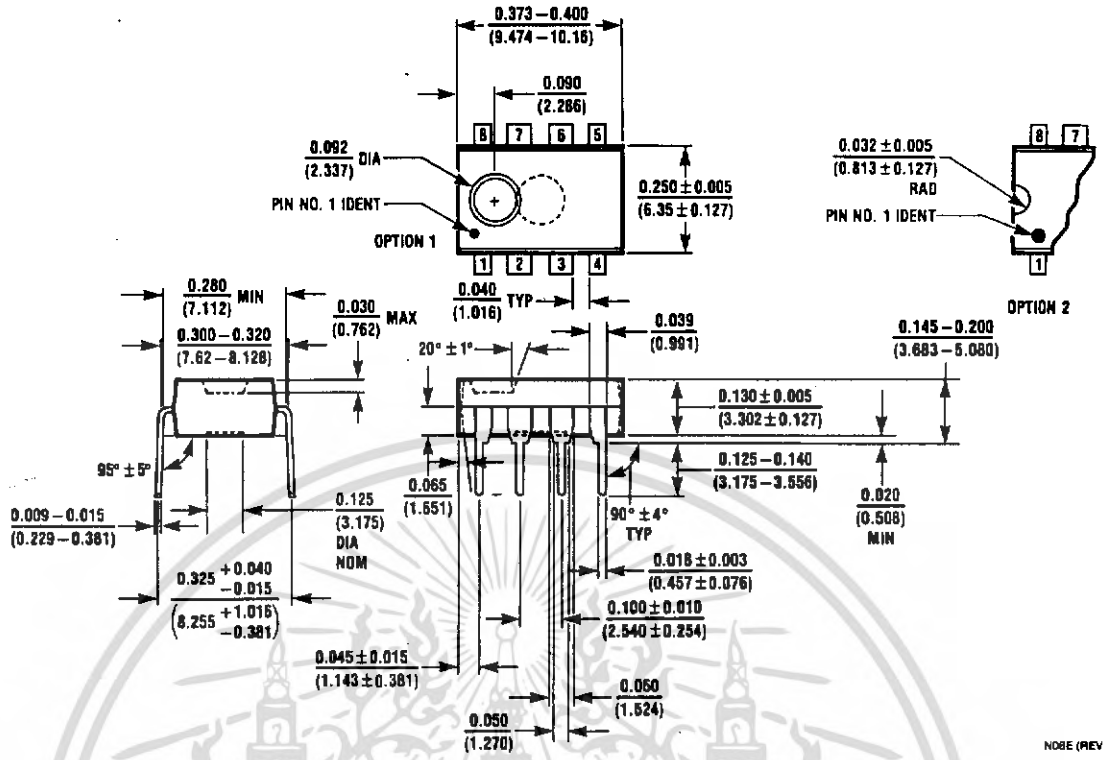 0.373–0.400
(9.474–10.16)
0.090
(2.286)
8 7 6 5
0.092 DIA
(2.337)
PIN NO. 1 IDENT
OPTION 1
0.250 ± 0.005
(6.35 ± 0.127)
1 2 3 4
0.032 ± 0.005
(0.813 ± 0.127)
RAD
PIN NO. 1 IDENT
8 7
1
OPTION 2
0.280 MIN
(7.112)
0.300–0.320
(7.62–8.128)
0.030 MAX
(0.762)
0.040 TYP
(1.016)
0.039
(0.991)
20° ± 1°
0.145–0.200
(3.683–5.080)
0.130 ± 0.005
(3.302 ± 0.127)
0.125–0.140
(3.175–3.556)
0.020
(0.508)
MIN
95° ± 5°
0.009–0.015
(0.229–0.381)
0.125
(3.175)
DIA
NOM
0.065
(1.651)
90° ± 4°
TYP
0.325 +0.040
-0.015
(8.255 +1.016
-0.381)
0.018 ± 0.003
(0.457 ± 0.076)
0.100 ± 0.010
(2.540 ± 0.254)
0.045 ± 0.015
(1.143 ± 0.381)
0.060
(1.524)
0.050
(1.270)
N08E (REV